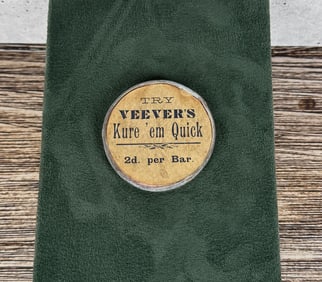 TRY
VEEVER'S
Kure 'em Quick
2d. per Bar.